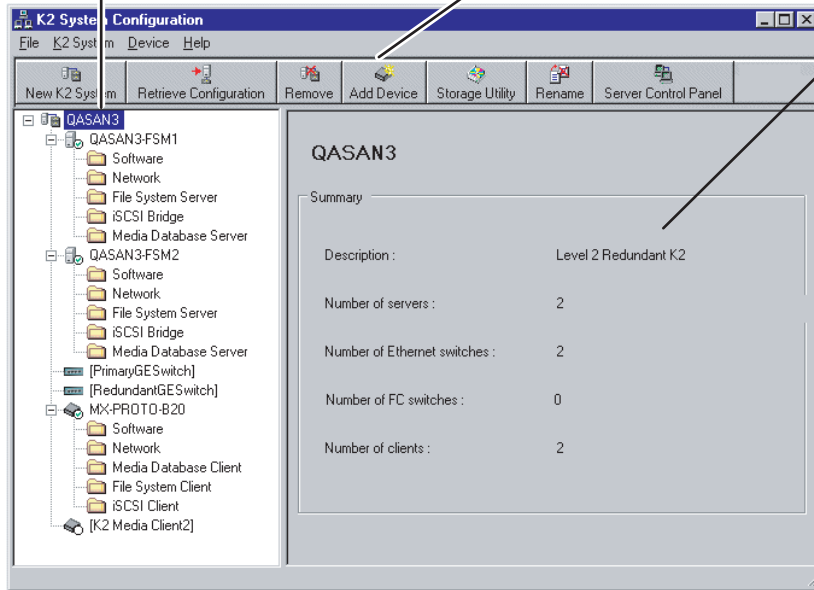 K2 System Configuration
File K2 System Device Help
New K2 System Retrieve Configuration Remove Add Device Storage Utility Rename Server Control Panel
QASAN3
QASAN3-FSM1
Software
Network
File System Server
iSCSI Bridge
Media Database Server
QASAN3-FSM2
Software
Network
File System Server
iSCSI Bridge
Media Database Server
[PrimaryGESwitch]
[RedundantGESwitch]
MX-PROTO-B20
Software
Network
Media Database Client
File System Client
iSCSI Client
[K2 Media Client2]
QASAN3
Summary
Description : Level 2 Redundant K2
Number of servers : 2
Number of Ethernet switches : 2
Number of FC switches : 0
Number of clients : 2